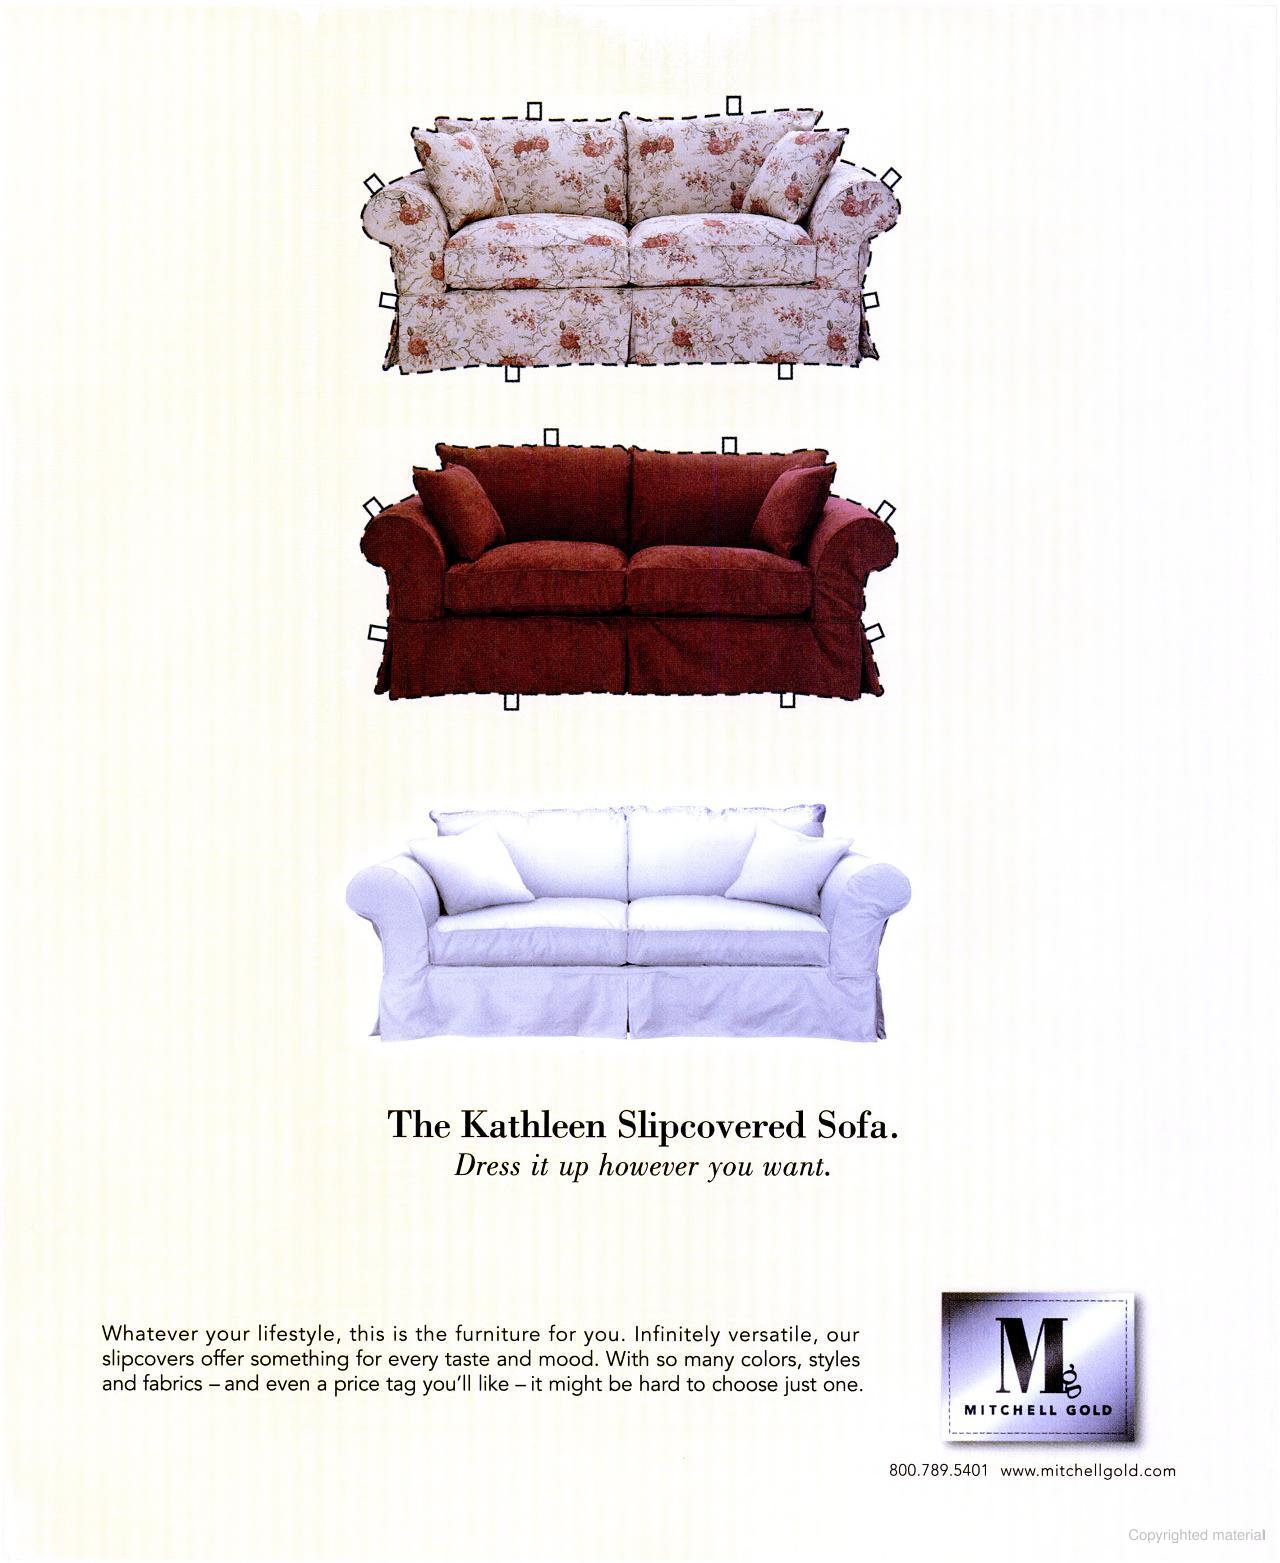 The Kathleen Slipcovered Sofa.
Dress it up however you want.
Whatever your lifestyle, this is the furniture for you. Infinitely versatile, our
slipcovers offer something for every taste and mood. With so many colors, styles
and fabrics – and even a price tag you'll like – it might be hard to choose just one.
Mg
MITCHELL GOLD
800.789.5401 www.mitchellgold.com
Copyrighted material